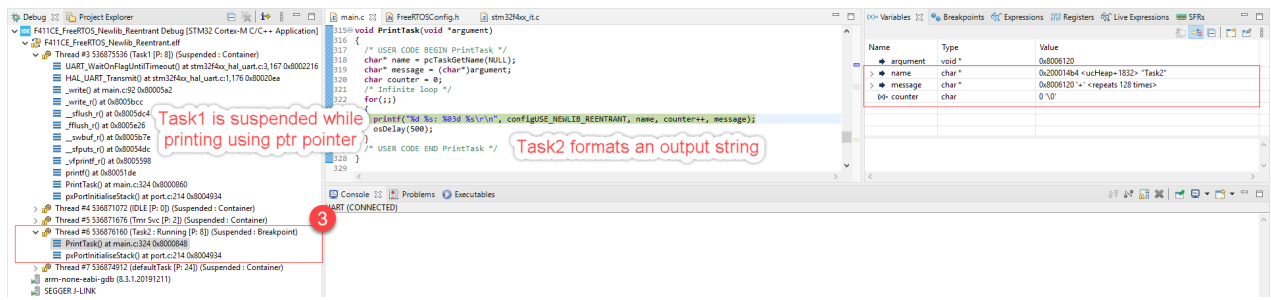 Debug
Project Explorer
F411CE_FreeRTOS_Newlib_Reentrant Debug [STM32 Cortex-M C/C++ Application]
F411CE_FreeRTOS_Newlib_Reentrant.elf
Thread #3 536875536 (Task1 [P: 8]) (Suspended : Container)
UART_WaitOnFlagUntilTimeout() at stm32f4xx_hal_uart.c:3,167 0x8002216
HAL_UART_Transmit() at stm32f4xx_hal_uart.c:1,176 0x80020ea
_write() at main.c:92 0x80005a2
_write_r() at 0x8005bcc
__sflush_r() at 0x8005dc4
_fflush_r() at 0x8005e26
__swbuf_r() at 0x8005b7e
__sfputs_r() at 0x80054dc
_vfprintf_r() at 0x8005598
printf() at 0x80051de
PrintTask() at main.c:324 0x8000860
pxPortInitialiseStack() at port.c:214 0x8004934
Thread #4 536871072 (IDLE [P: 0]) (Suspended : Container)
Thread #5 536871676 (Tmr Svc [P: 2]) (Suspended : Container)
Thread #6 536876160 (Task2 : Running [P: 8]) (Suspended : Breakpoint)
PrintTask() at main.c:324 0x8000848
pxPortInitialiseStack() at port.c:214 0x8004934
Thread #7 536874912 (defaultTask [P: 24]) (Suspended : Container)
arm-none-eabi-gdb (8.3.1.20191211)
SEGGER J-LINK
Task1 is suspended while
printing using ptr pointer
3
main.c
FreeRTOSConfig.h
stm32f4xx_it.c
315 void PrintTask(void *argument)
316 {
317 /* USER CODE BEGIN PrintTask */
318 char* name = pcTaskGetName(NULL);
319 char* message = (char*)argument;
320 char counter = 0;
321 /* Infinite loop */
322 for(;;)
{
printf("%d %s: %03d %s\r\n", configUSE_NEWLIB_REENTRANT, name, counter++, message);
osDelay(500);
}
/* USER CODE END PrintTask */
328 }
329
Task2 formats an output string
Console
Problems
Executables
UART (CONNECTED)
Variables
Breakpoints
Expressions
Registers
Live Expressions
SFRs
Name Type Value
argument void * 0x8006120
name char * 0x200014b4 <ucHeap+1832> "Task2"
message char * 0x8006120 '+' <repeats 128 times>
counter char 0 '\0'